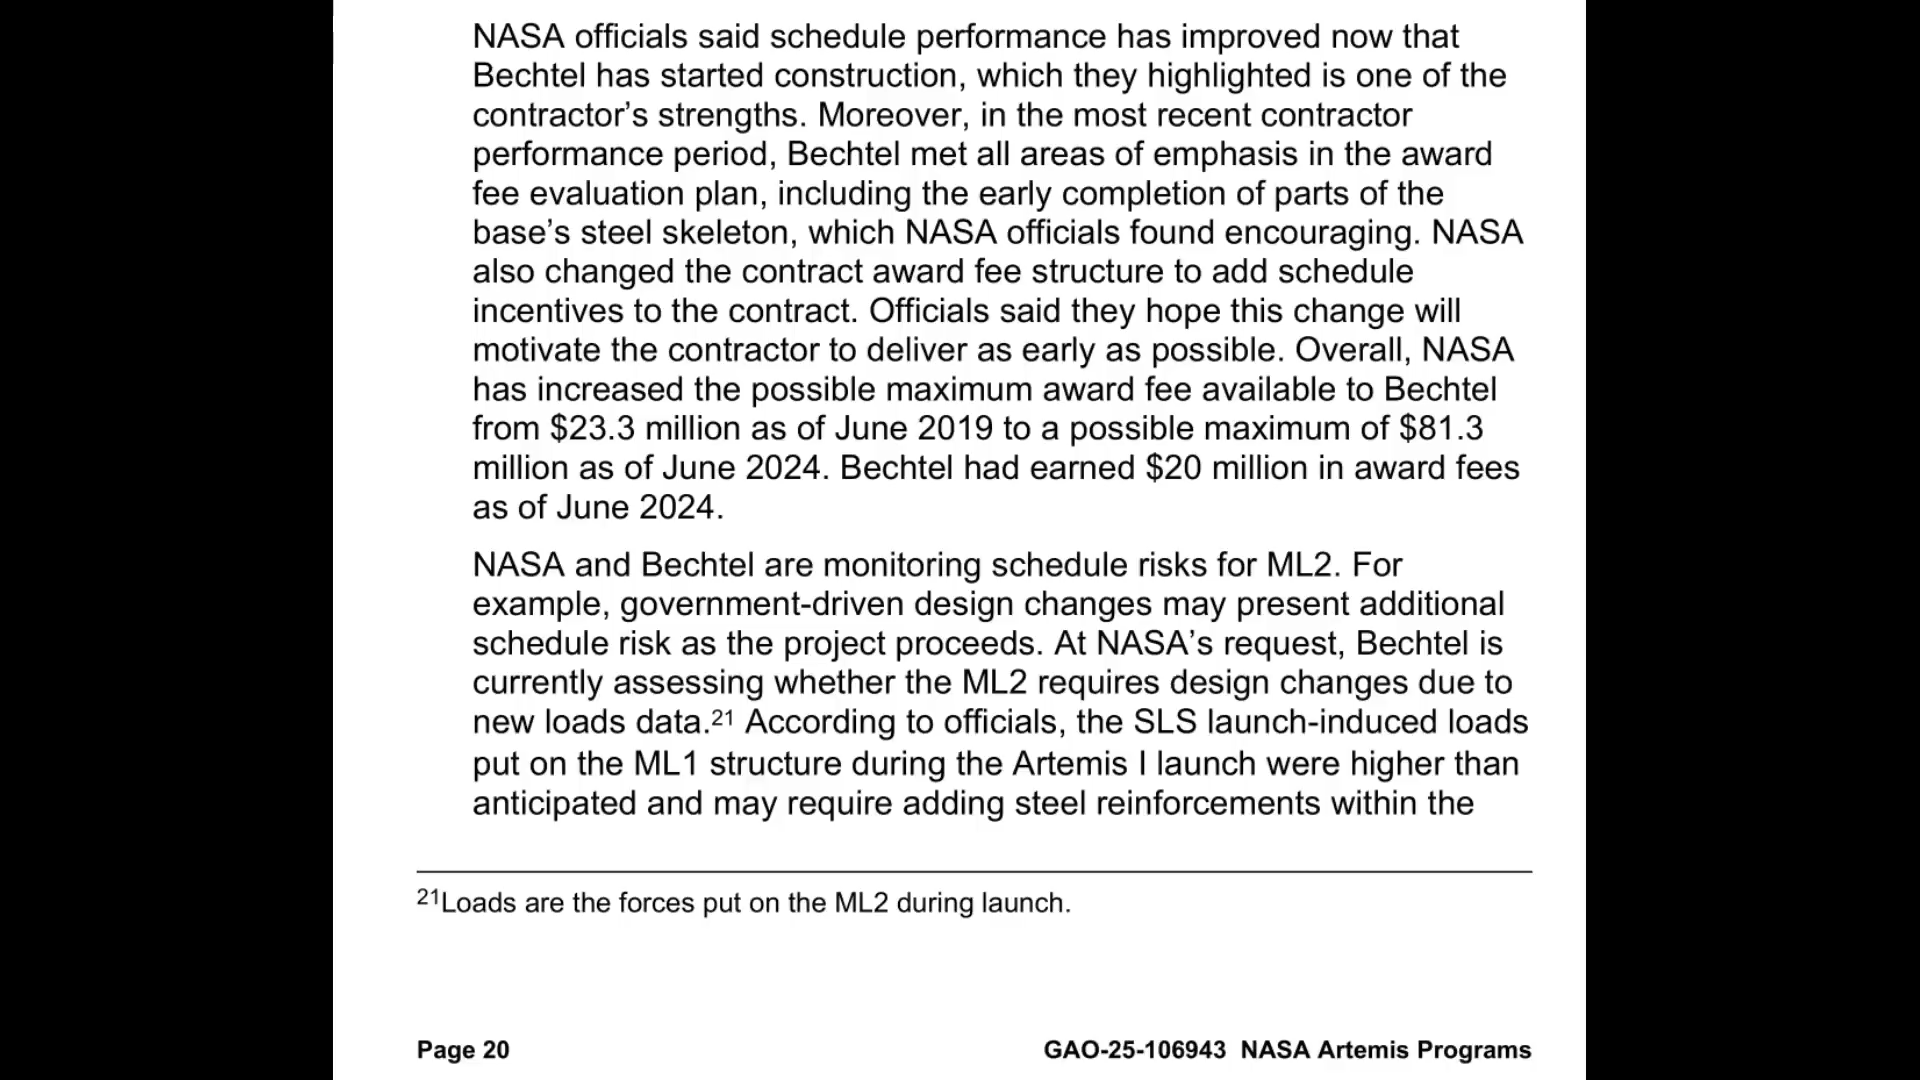 NASA officials said schedule performance has improved now that
Bechtel has started construction, which they highlighted is one of the
contractor’s strengths. Moreover, in the most recent contractor
performance period, Bechtel met all areas of emphasis in the award
fee evaluation plan, including the early completion of parts of the
base’s steel skeleton, which NASA officials found encouraging. NASA
also changed the contract award fee structure to add schedule
incentives to the contract. Officials said they hope this change will
motivate the contractor to deliver as early as possible. Overall, NASA
has increased the possible maximum award fee available to Bechtel
from $23.3 million as of June 2019 to a possible maximum of $81.3
million as of June 2024. Bechtel had earned $20 million in award fees
as of June 2024.
NASA and Bechtel are monitoring schedule risks for ML2. For
example, government-driven design changes may present additional
schedule risk as the project proceeds. At NASA’s request, Bechtel is
currently assessing whether the ML2 requires design changes due to
new loads data.21 According to officials, the SLS launch-induced loads
put on the ML1 structure during the Artemis I launch were higher than
anticipated and may require adding steel reinforcements within the
21Loads are the forces put on the ML2 during launch.
Page 20 GAO-25-106943 NASA Artemis Programs